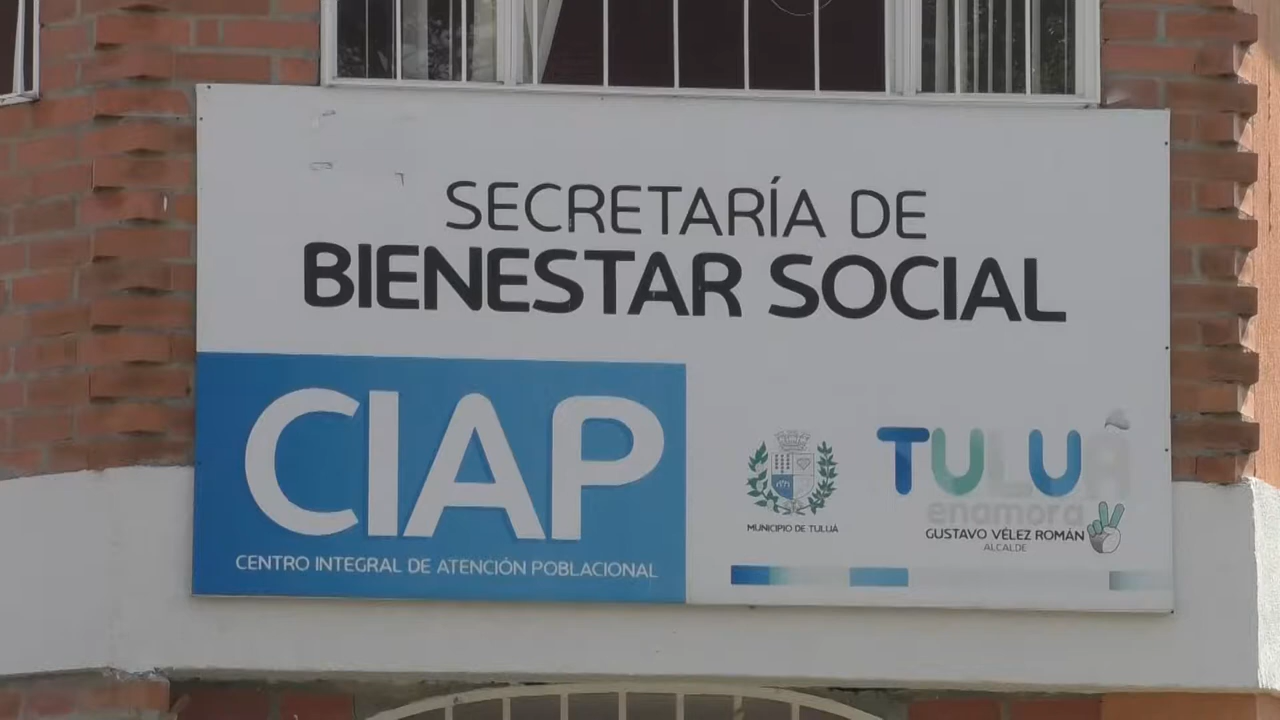 SECRETARÍA DE
BIENESTAR SOCIAL
CIAP
CENTRO INTEGRAL DE ATENCIÓN POBLACIONAL
MUNICIPIO DE TULUÁ
TULUÁ
enamora
GUSTAVO VÉLEZ ROMÁN
ALCALDE